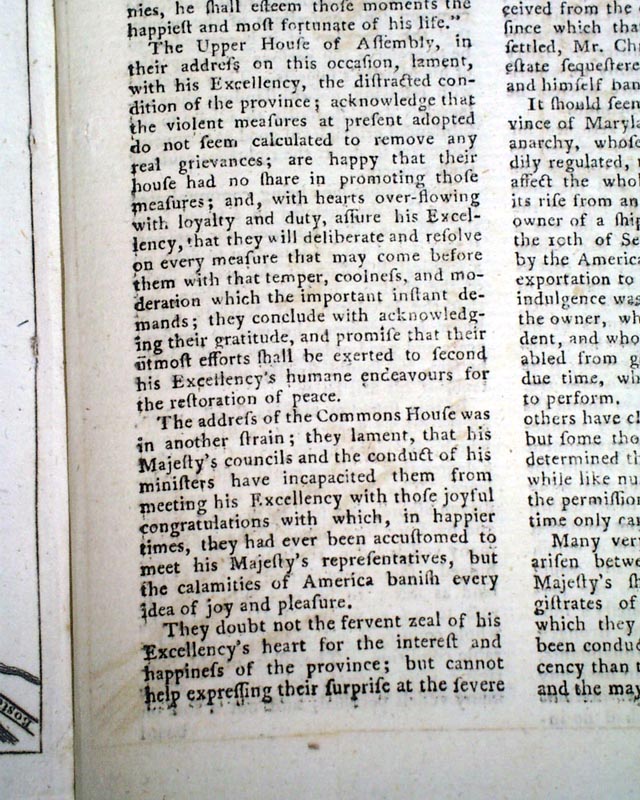 nies, he ſhall eſteem thoſe moments the
happieſt and moſt fortunate of his life."
The Upper Houſe of Aſſembly, in
their addreſs on this occaſion, lament,
with his Excellency, the diſtracted con-
dition of the province; acknowledge that
the violent meaſures at preſent adopted
do not ſeem calculated to remove any
real grievances; are happy that their
houſe had no ſhare in promoting thoſe
meaſures; and, with hearts over-flowing
with loyalty and duty, aſſure his Excel-
lency, that they will deliberate and reſolve
on every meaſure that may come before
them with that temper, coolneſs, and mo-
deration which the important inſtant de-
mands; they conclude with acknowledg-
ing their gratitude, and promiſe that their
utmoſt efforts ſhall be exerted to ſecond
his Excellency's humane endeavours for
the reſtoration of peace.
The addreſs of the Commons Houſe was
in another ſtrain; they lament, that his
Majeſty's councils and the conduct of his
miniſters have incapacited them from
meeting his Excellency with thoſe joyful
congratulations with which, in happier
times, they had ever been accuſtomed to
meet his Majeſty's repreſentatives, but
the calamities of America baniſh every
idea of joy and pleaſure.
They doubt not the fervent zeal of his
Excellency's heart for the intereſt and
happineſs of the province; but cannot
help expreſſing their ſurpriſe at the ſevere
ceived from the
ſince which tha
ſettled, Mr. Ch
eſtate ſequeſtere
and himſelf ban
It ſhould ſeem
vince of Maryla
anarchy, whoſe
dily regulated,
affect the whol
its riſe from an
owner of a ſhip
the 10th of Se
by the America
exportation to
indulgence was
the owner, wh
dent, and who
abled from g
due time, wh
to perform.
others have cl
but ſome tho
determined th
while like nu
the permiſſion
time only ca
Many ver
ariſen betwe
Majeſty's ſh
giſtrates of
which they
been conduc
cency than t
and the may